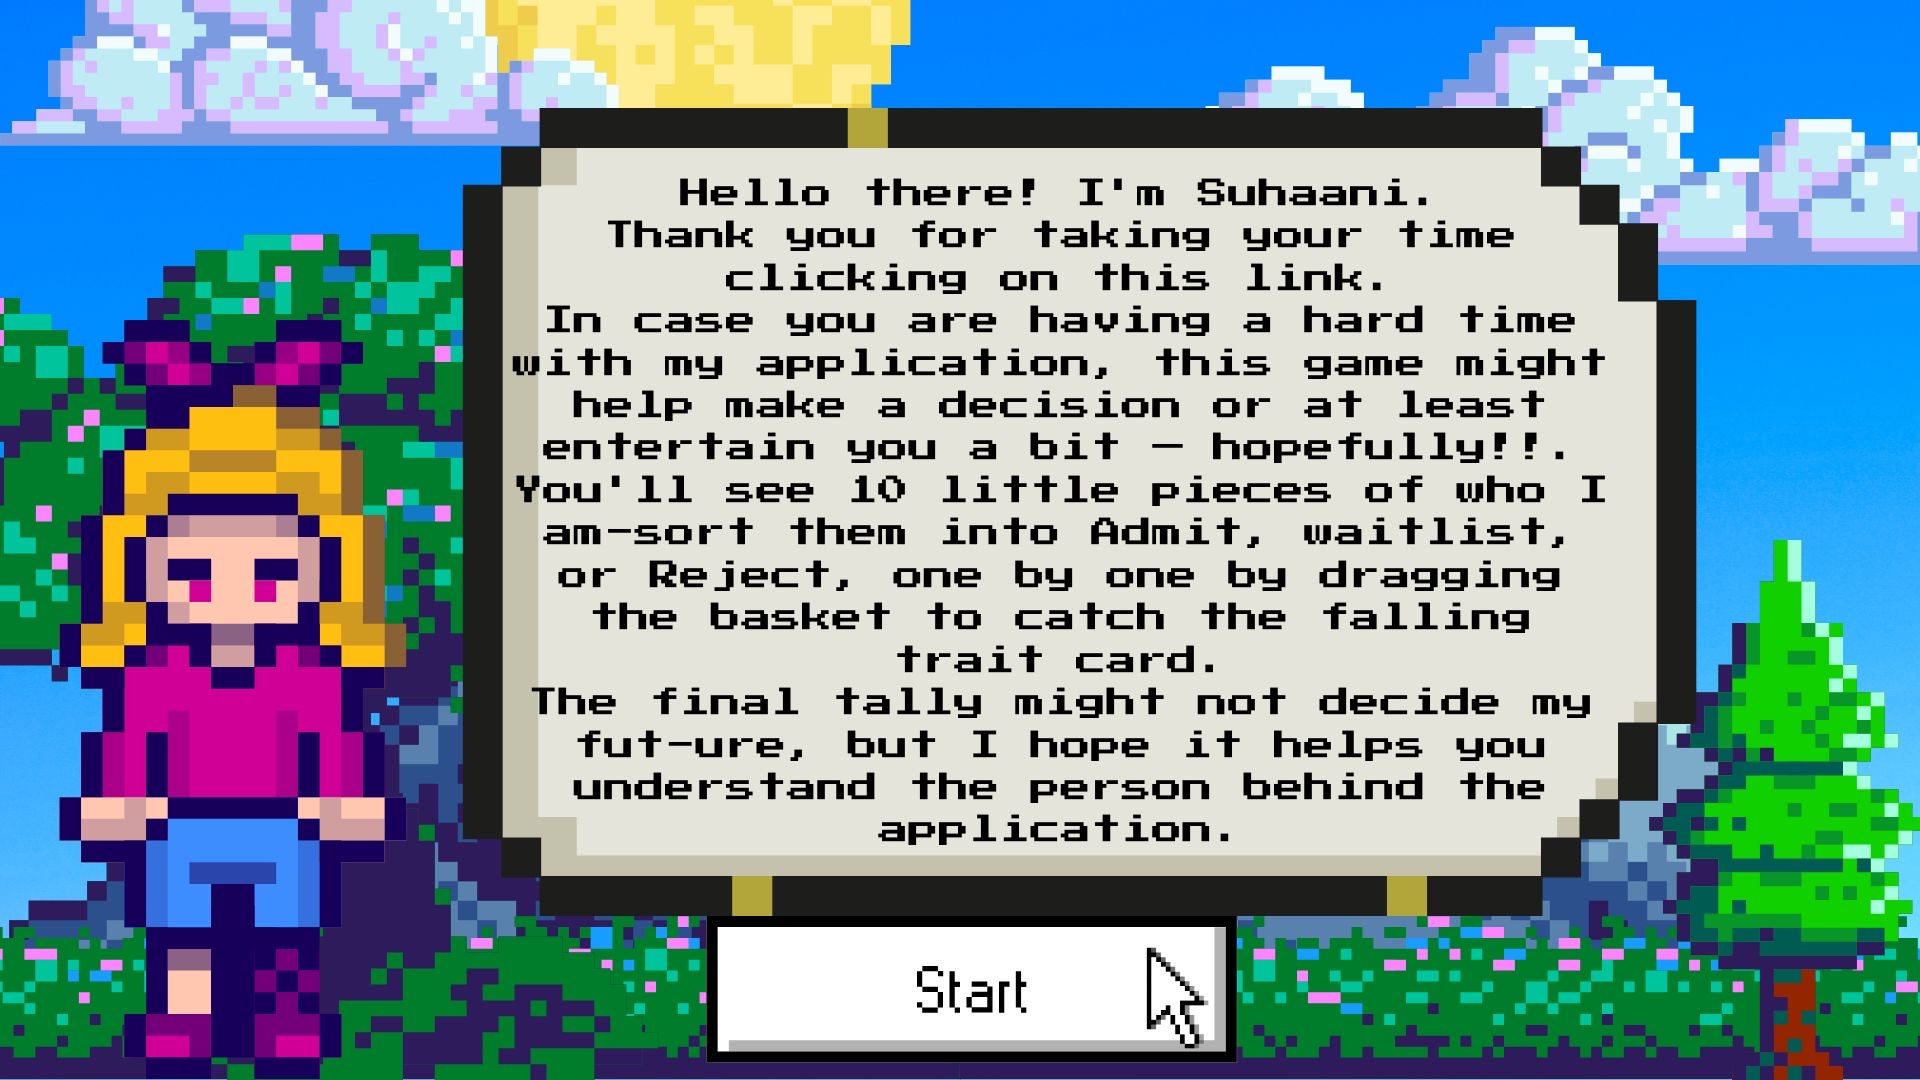 Hello there! I'm Suhaani.
Thank you for taking your time
clicking on this link.
In case you are having a hard time
with my application, this game might
help make a decision or at least
entertain you a bit – hopefully!!.
You'll see 10 little pieces of who I
am-sort them into Admit, waitlist,
or Reject, one by one by dragging
the basket to catch the falling
trait card.
The final tally might not decide my
fut-ure, but I hope it helps you
understand the person behind the
application.
Start